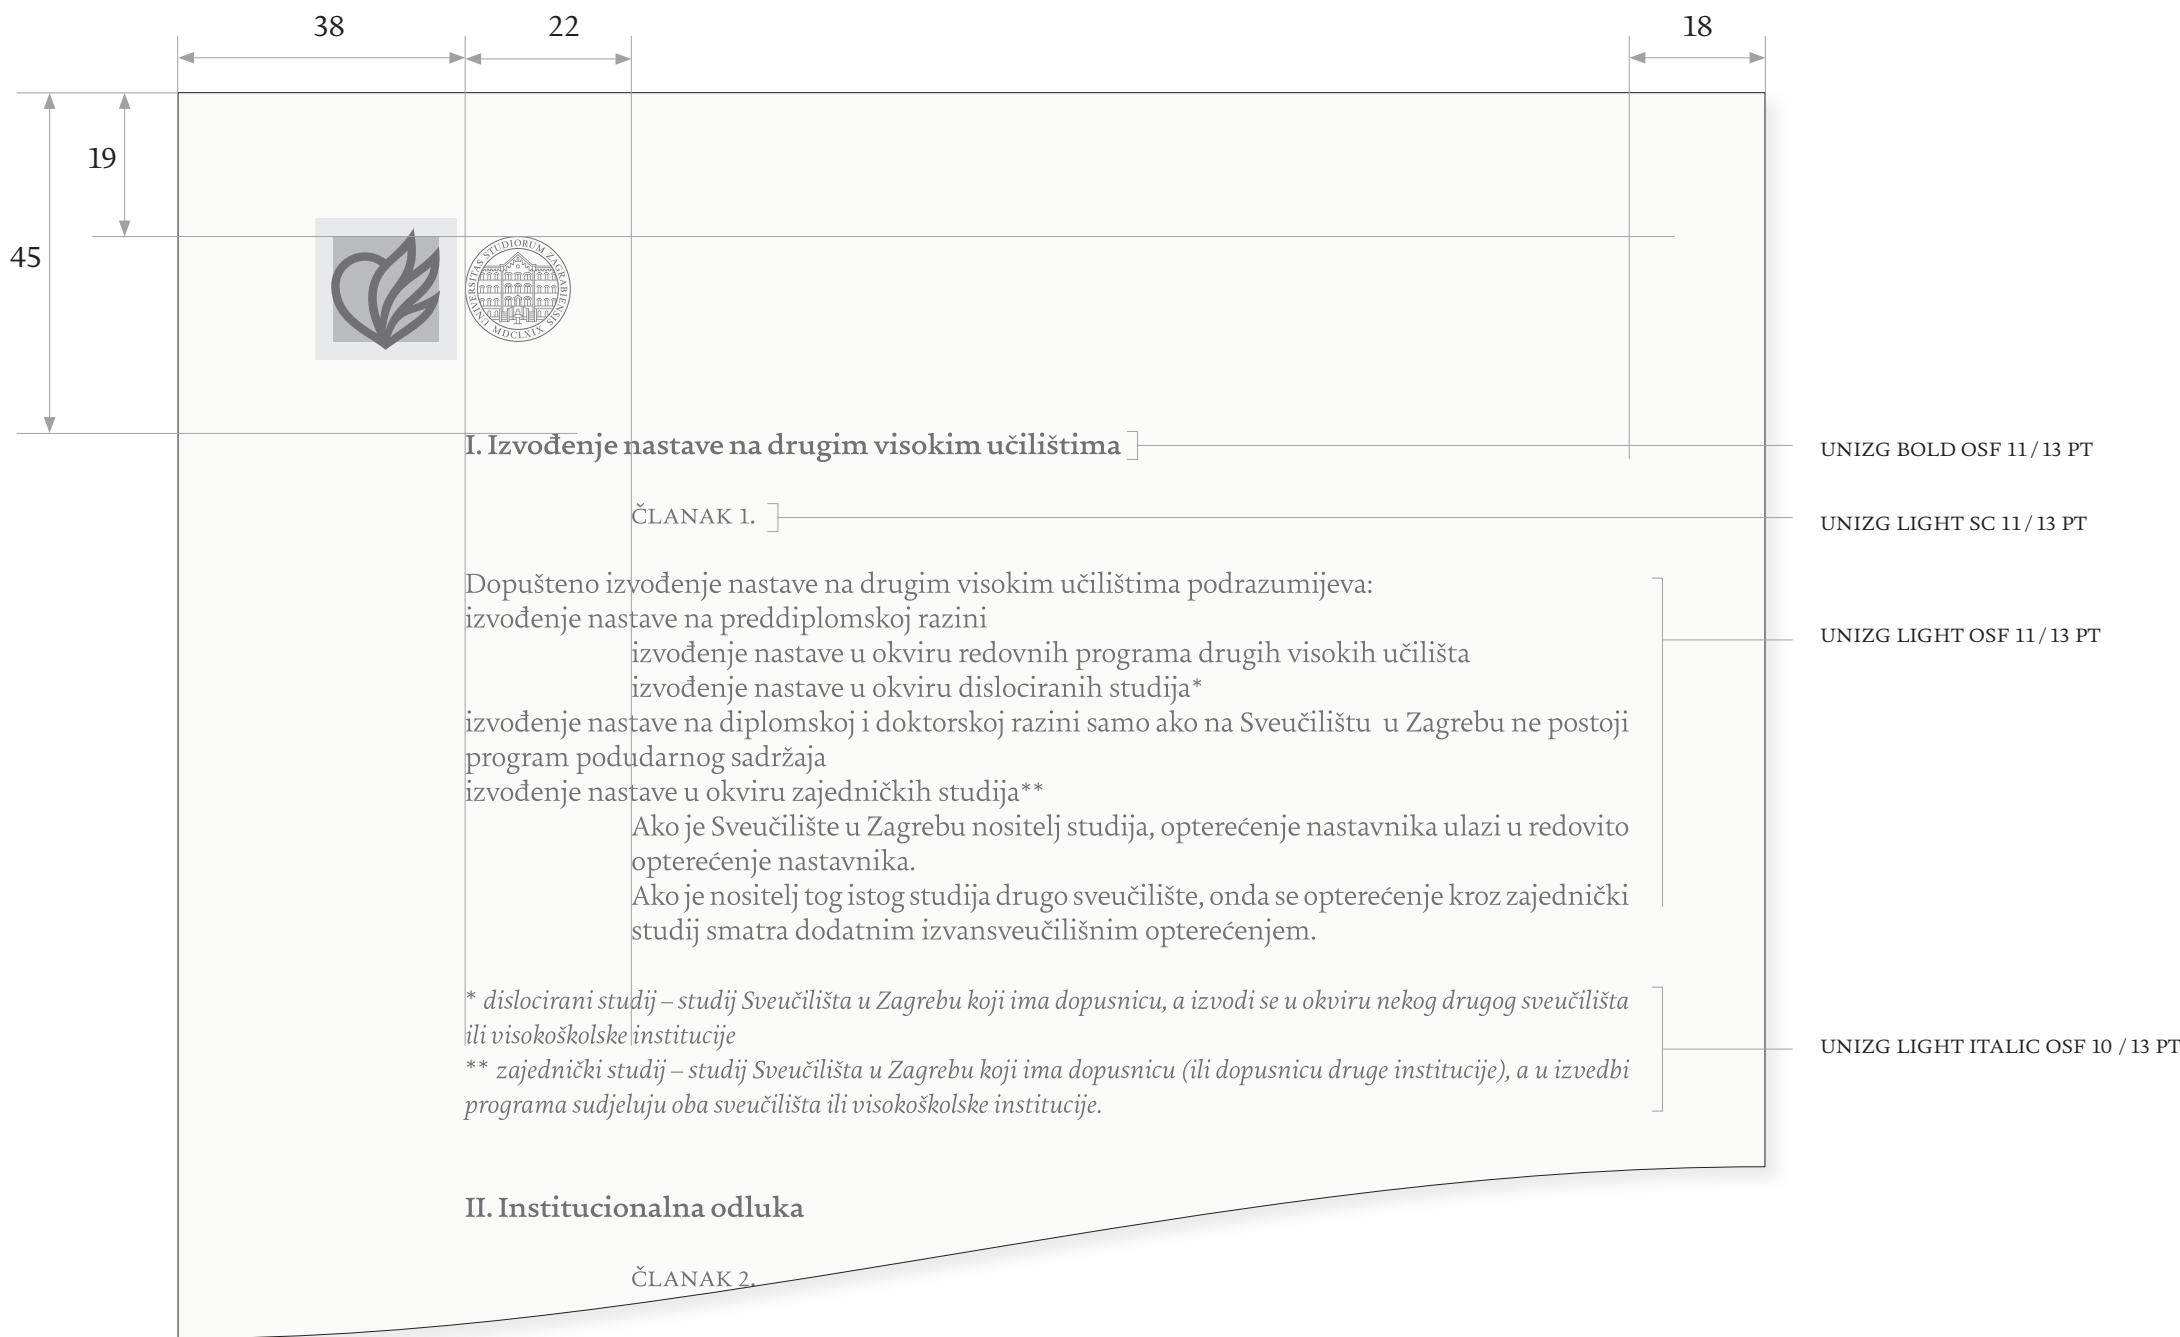 38
22
18
19
45
UNIVERSITAS STUDIORUM ZAGRABIENSIS
MDCLXIX
I. Izvođenje nastave na drugim visokim učilištima
UNIZG BOLD OSF 11 / 13 PT
ČLANAK 1.
UNIZG LIGHT SC 11 / 13 PT
Dopušteno izvođenje nastave na drugim visokim učilištima podrazumijeva:
izvođenje nastave na preddiplomskoj razini
UNIZG LIGHT OSF 11 / 13 PT
izvođenje nastave u okviru redovnih programa drugih visokih učilišta
izvođenje nastave u okviru dislociranih studija*
izvođenje nastave na diplomskoj i doktorskoj razini samo ako na Sveučilištu  u Zagrebu ne postoji
program podudarnog sadržaja
izvođenje nastave u okviru zajedničkih studija**
Ako je Sveučilište u Zagrebu nositelj studija, opterećenje nastavnika ulazi u redovito
opterećenje nastavnika.
Ako je nositelj tog istog studija drugo sveučilište, onda se opterećenje kroz zajednički
studij smatra dodatnim izvansveučilišnim opterećenjem.
* dislocirani studij – studij Sveučilišta u Zagrebu koji ima dopusnicu, a izvodi se u okviru nekog drugog sveučilišta
ili visokoškolske institucije
UNIZG LIGHT ITALIC OSF 10 / 13 PT
** zajednički studij – studij Sveučilišta u Zagrebu koji ima dopusnicu (ili dopusnicu druge institucije), a u izvedbi
programa sudjeluju oba sveučilišta ili visokoškolske institucije.
II. Institucionalna odluka
ČLANAK 2.